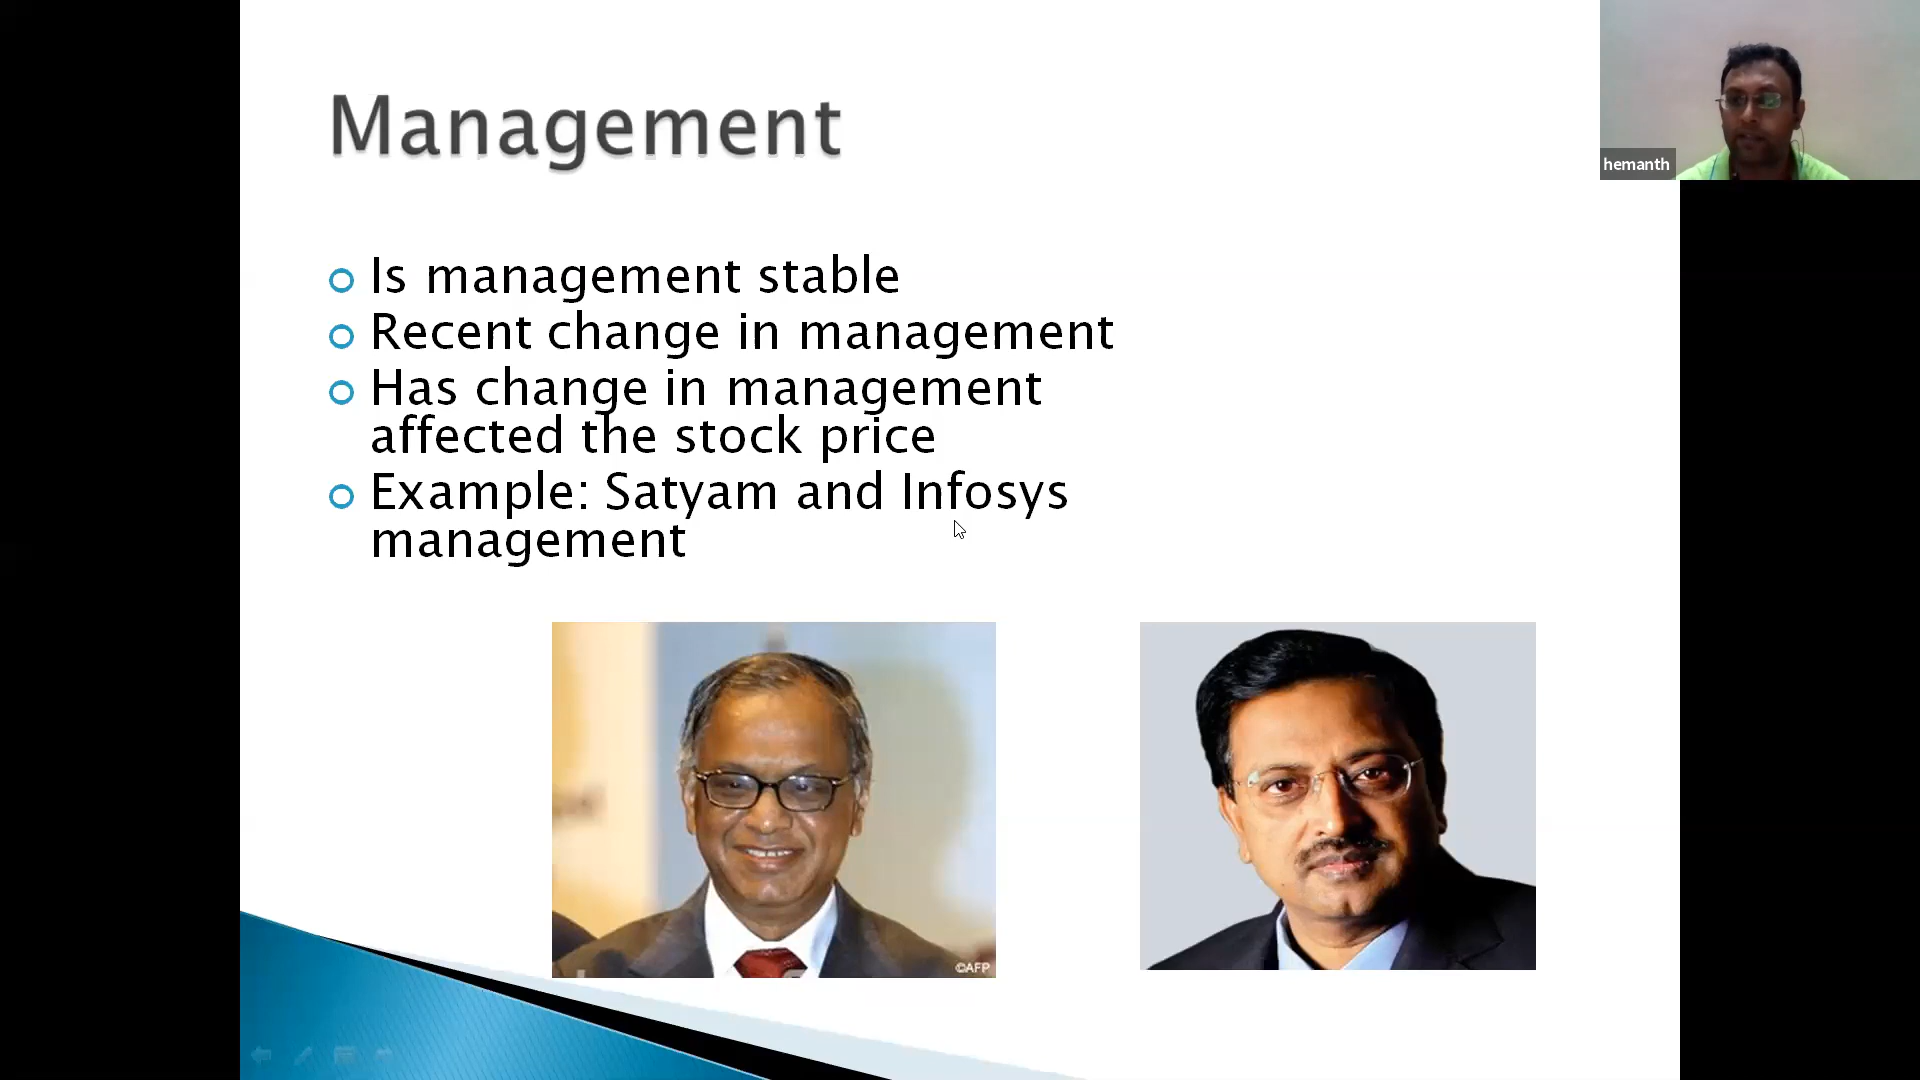 Management
hemanth
Is management stable
Recent change in management
Has change in management
affected the stock price
Example: Satyam and Infosys
management
©AFP